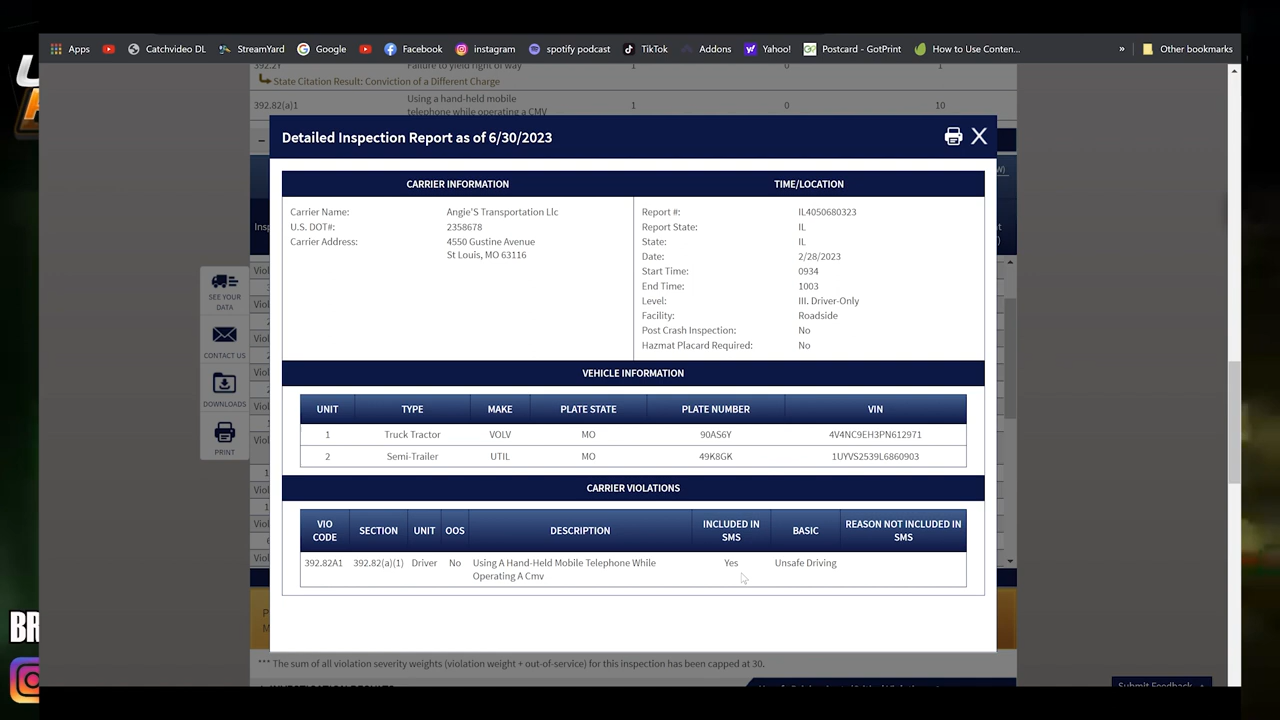 Apps
Catchvideo DL
StreamYard
Google
Facebook
instagram
spotify podcast
TikTok
Addons
Yahoo!
Postcard - GotPrint
How to Use Conten...
»
Other bookmarks
Failure to yield right of way
1
0
1
State Citation Result: Conviction of a Different Charge
392.82(a)1
Using a hand-held mobile
telephone while operating a CMV
1
0
10
Detailed Inspection Report as of 6/30/2023
X
CARRIER INFORMATION
TIME/LOCATION
Carrier Name: Angie'S Transportation Llc
U.S. DOT#: 2358678
Carrier Address: 4550 Gustine Avenue
St Louis, MO 63116
Report #: IL4050680323
Report State: IL
State: IL
Date: 2/28/2023
Start Time: 0934
End Time: 1003
Level: III. Driver-Only
Facility: Roadside
Post Crash Inspection: No
Hazmat Placard Required: No
SEE YOUR
DATA
CONTACT US
DOWNLOADS
PRINT
VEHICLE INFORMATION
UNIT TYPE MAKE PLATE STATE PLATE NUMBER VIN
1 Truck Tractor VOLV MO 90AS6Y 4V4NC9EH3PN612971
2 Semi-Trailer UTIL MO 49K8GK 1UYVS2539L6860903
CARRIER VIOLATIONS
VIO
CODE
SECTION
UNIT
OOS
DESCRIPTION
INCLUDED IN
SMS
BASIC
REASON NOT INCLUDED IN
SMS
392.82A1 392.82(a)(1) Driver No Using A Hand-Held Mobile Telephone While
Operating A Cmv
Yes Unsafe Driving
*** The sum of all violation severity weights (violation weight + out-of-service) for this inspection has been capped at 30.
Submit Feedback
BR